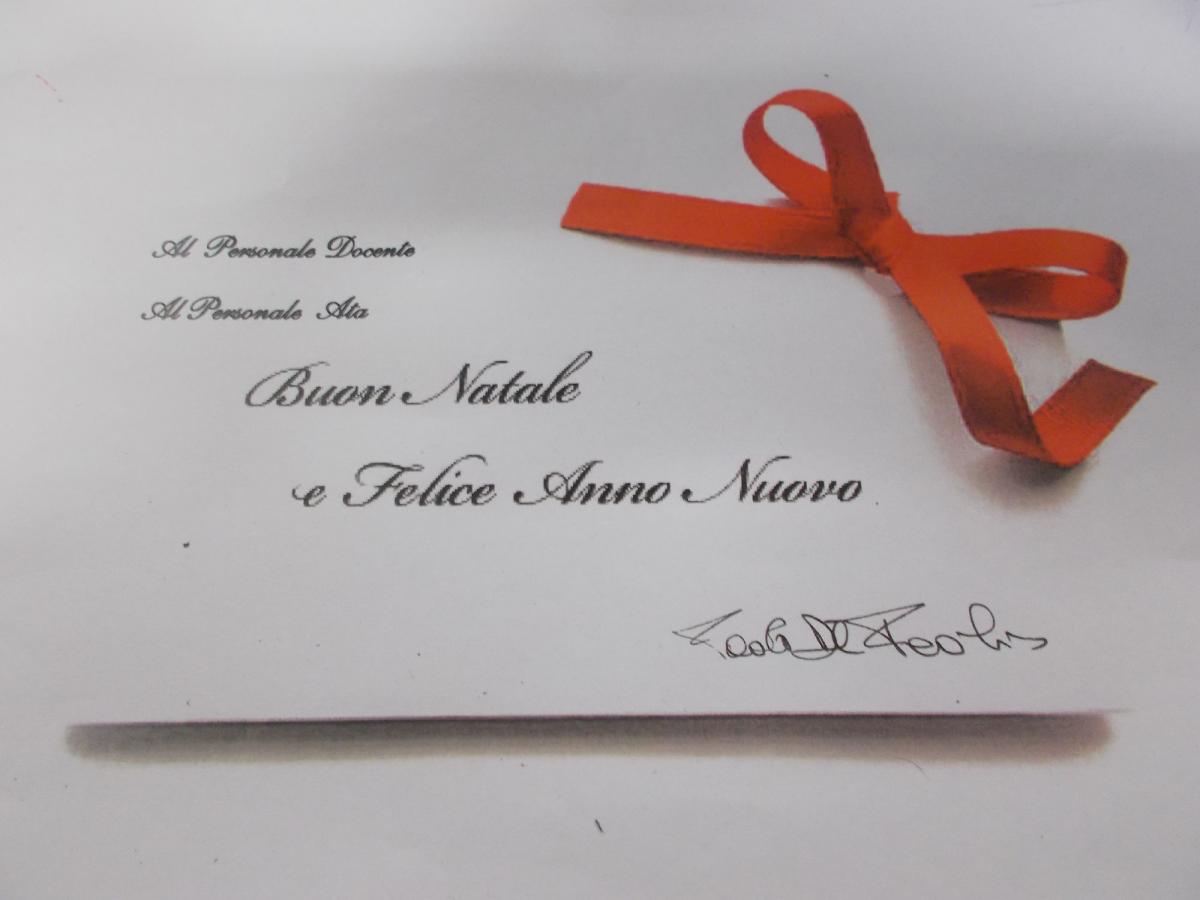 Al Personale Docente
Al Personale Ata
Buon Natale
e Felice Anno Nuovo